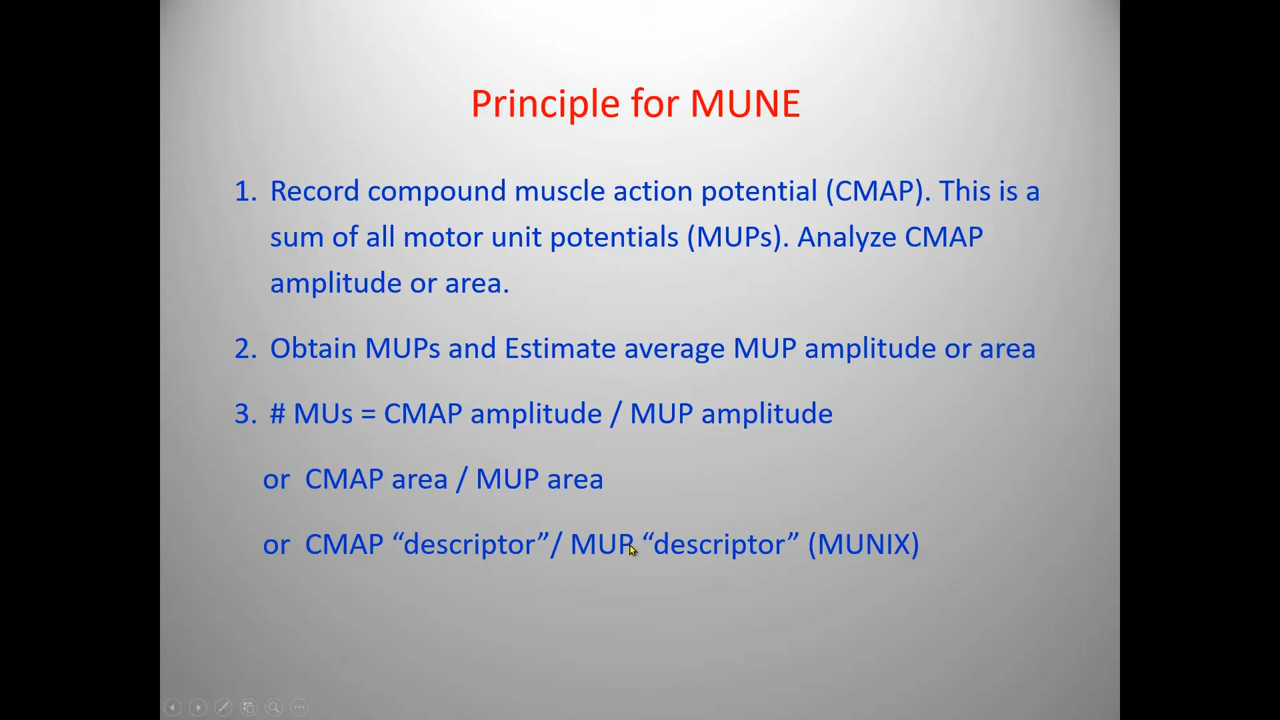 Principle for MUNE
1. Record compound muscle action potential (CMAP). This is a
sum of all motor unit potentials (MUPs). Analyze CMAP
amplitude or area.
2. Obtain MUPs and Estimate average MUP amplitude or area
3. # MUs = CMAP amplitude / MUP amplitude
or CMAP area / MUP area
or CMAP “descriptor”/ MUP “descriptor” (MUNIX)